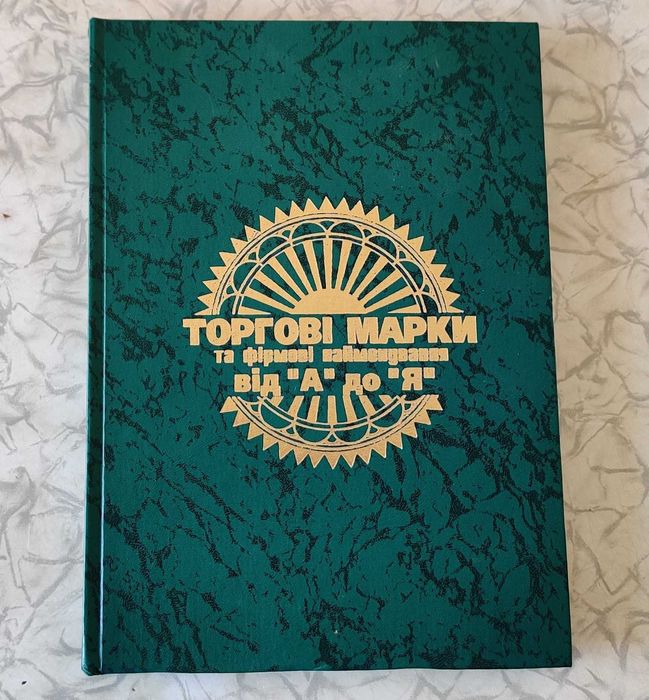 ТОРГОВІ МАРКИ
та фірмові найменування
від "А" до "Я"